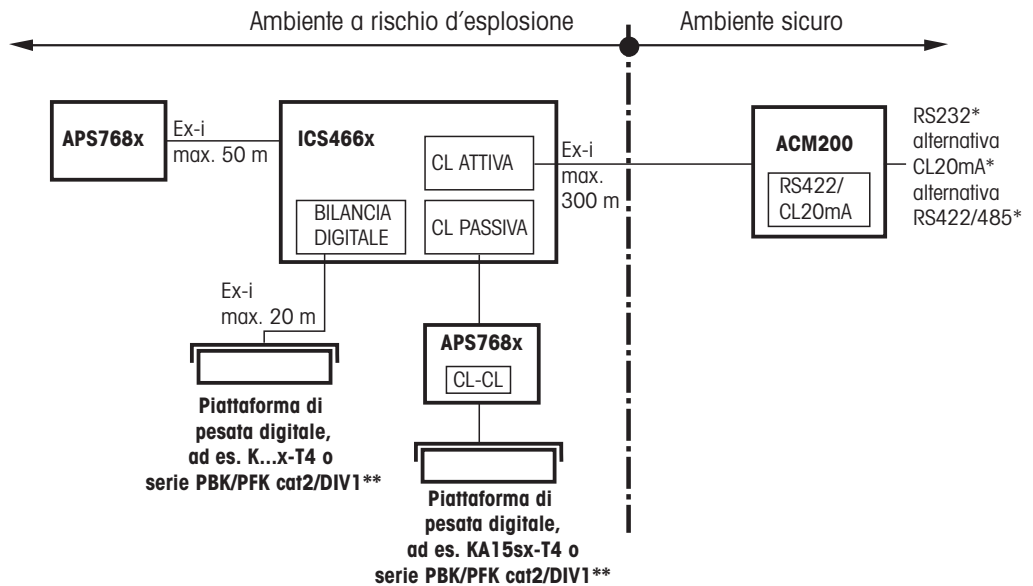 Ambiente a rischio d'esplosione
Ambiente sicuro
APS768x
Ex-i
max. 50 m
ICS466x
CL ATTIVA
BILANCIA
DIGITALE
CL PASSIVA
Ex-i
max.
300 m
ACM200
RS422/
CL20mA
RS232*
alternativa
CL20mA*
alternativa
RS422/485*
Ex-i
max. 20 m
Piattaforma di
pesata digitale,
ad es. K...x-T4 o
serie PBK/PFK cat2/DIV1**
APS768x
CL-CL
Piattaforma di
pesata digitale,
ad es. KA15sx-T4 o
serie PBK/PFK cat2/DIV1**